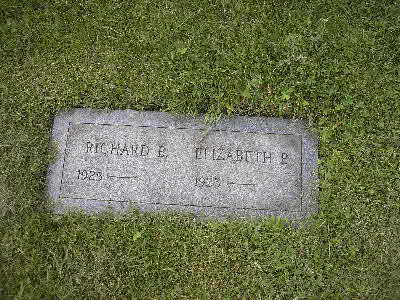 RICHARD E. ELIZABETH P.
1929 —